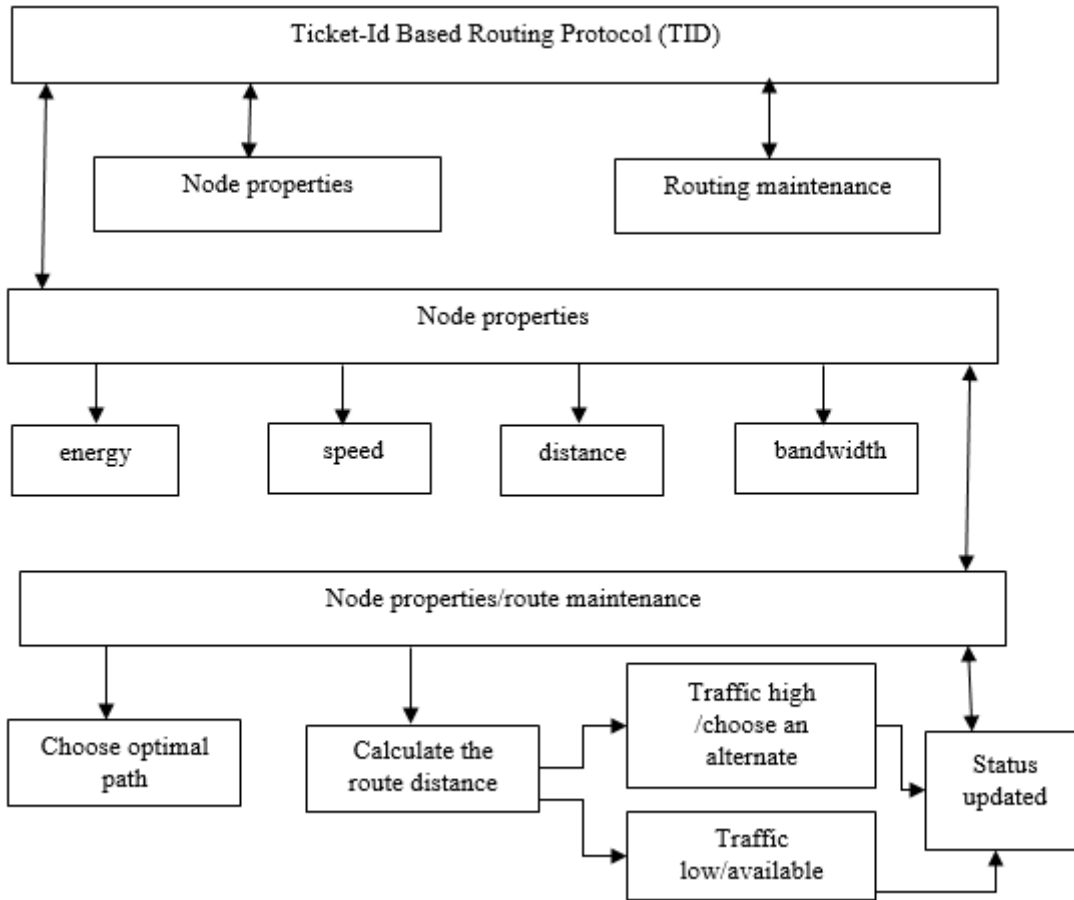 Ticket-Id Based Routing Protocol (TID)
Node properties
Routing maintenance
Node properties
energy
speed
distance
bandwidth
Node properties/route maintenance
Choose optimal
path
Calculate the
route distance
Traffic high
/choose an
alternate
Traffic
low/available
Status
updated